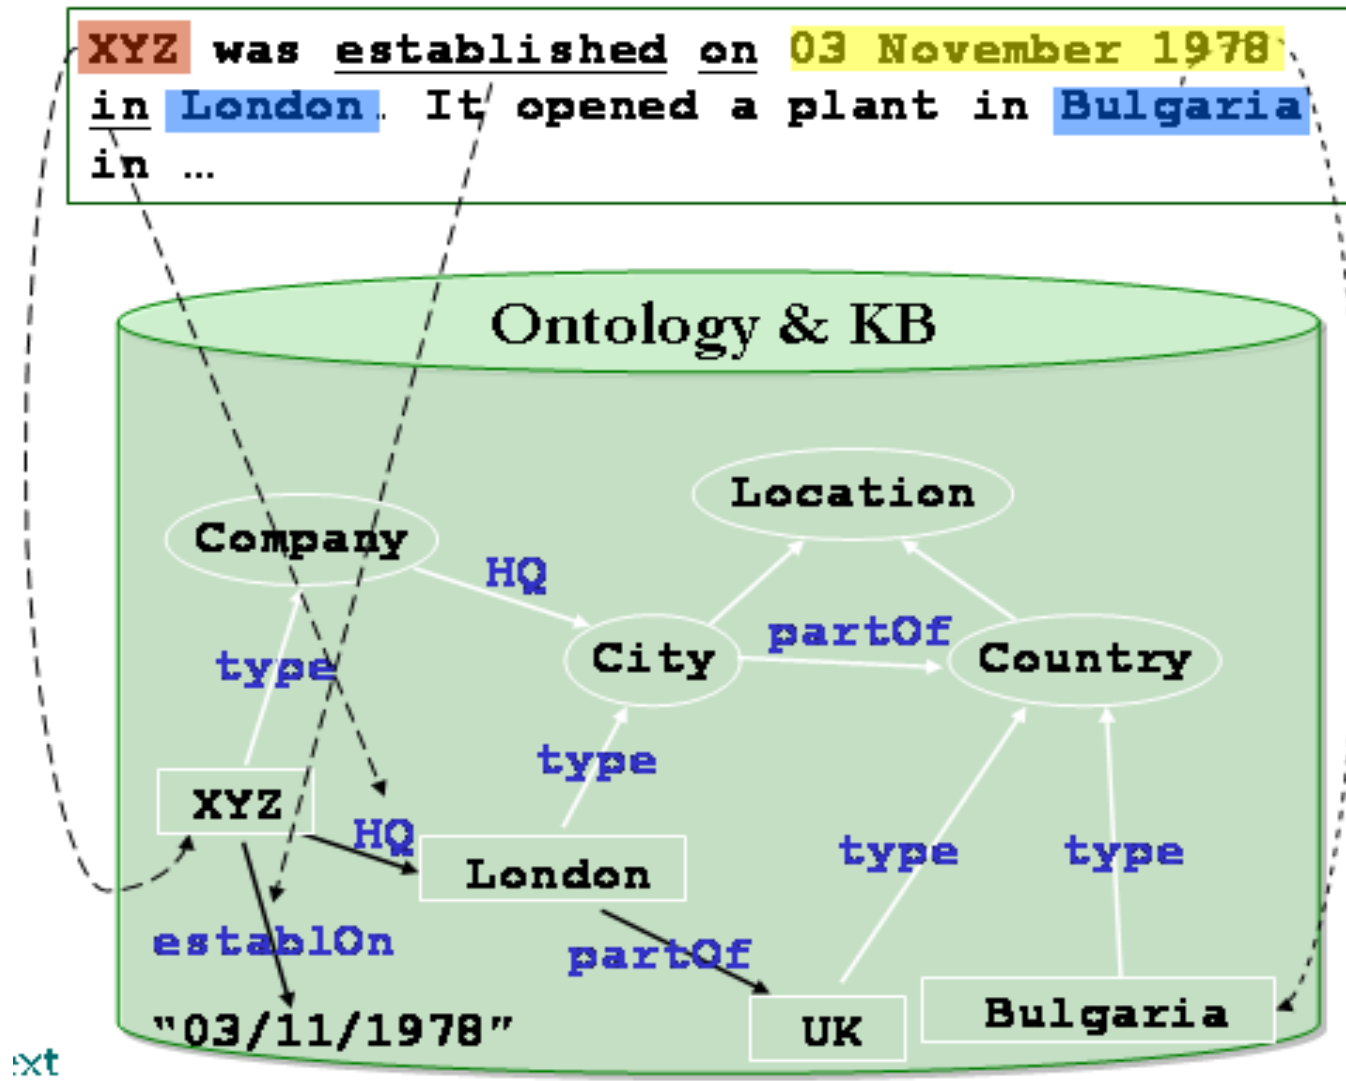 XYZ was established on 03 November 1978
in London. It opened a plant in Bulgaria
in …
Ontology & KB
Location
Company
HQ
partOf
City
Country
type
type
XYZ
HQ
type
type
London
establOn
partOf
Bulgaria
"03/11/1978"
UK
xt